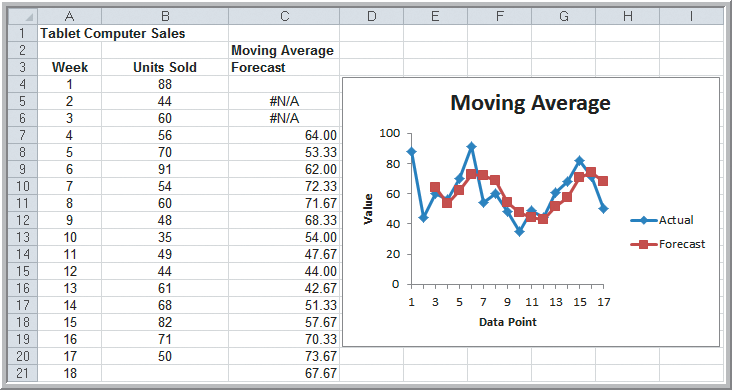 A B C D E F G H I
1 Tablet Computer Sales
2 Moving Average
3 Week Units Sold Forecast
4 1 88
5 2 44 #N/A
6 3 60 #N/A
7 4 56 64.00
8 5 70 53.33
9 6 91 62.00
10 7 54 72.33
11 8 60 71.67
12 9 48 68.33
13 10 35 54.00
14 11 49 47.67
15 12 44 44.00
16 13 61 42.67
17 14 68 51.33
18 15 82 57.67
19 16 71 70.33
20 17 50 73.67
21 18 67.67
Moving Average
100
80
60
40
20
0
Value
1 3 5 7 9 11 13 15 17
Data Point
Actual
Forecast